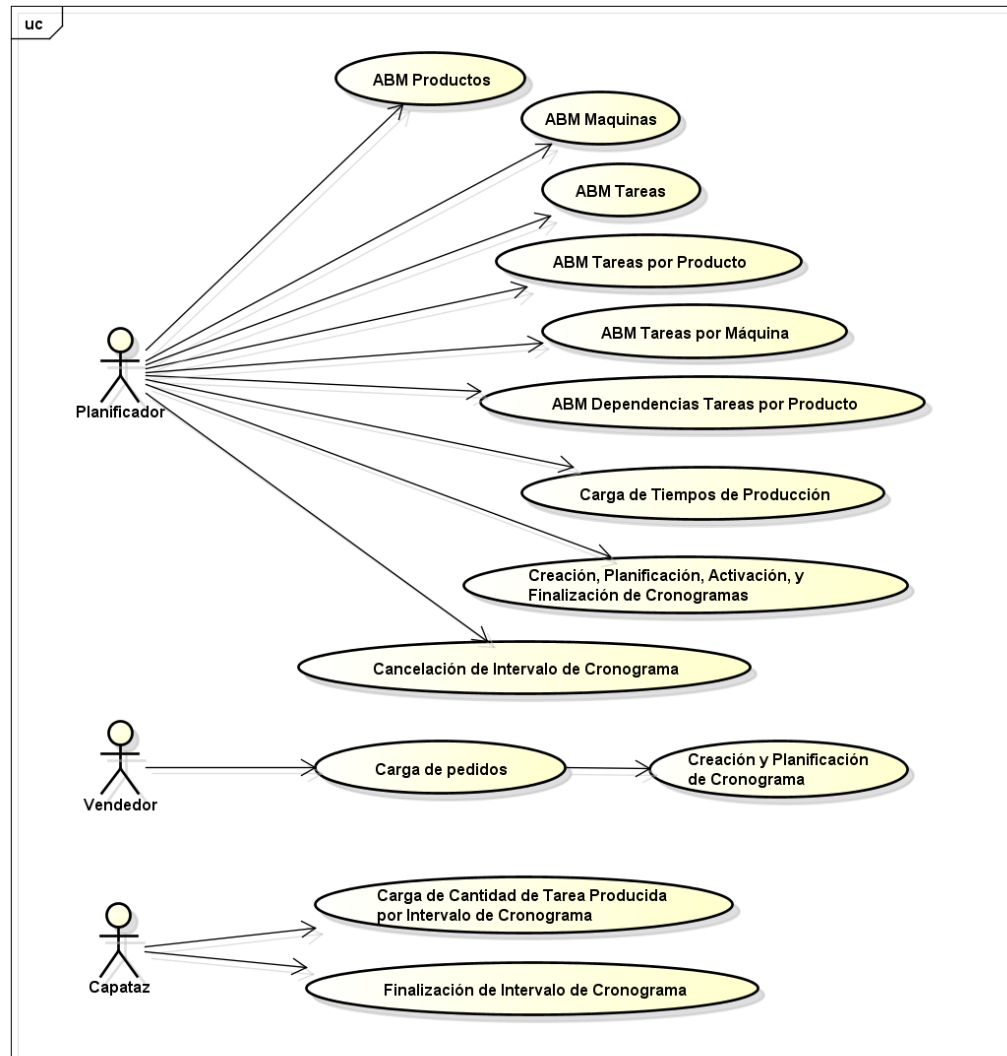 uc
ABM Productos
ABM Maquinas
ABM Tareas
ABM Tareas por Producto
ABM Tareas por Máquina
Planificador
ABM Dependencias Tareas por Producto
Carga de Tiempos de Producción
Creación, Planificación, Activación, y
Finalización de Cronogramas
Cancelación de Intervalo de Cronograma
Vendedor
Carga de pedidos
Creación y Planificación
de Cronograma
Carga de Cantidad de Tarea Producida
por Intervalo de Cronograma
Capataz
Finalización de Intervalo de Cronograma